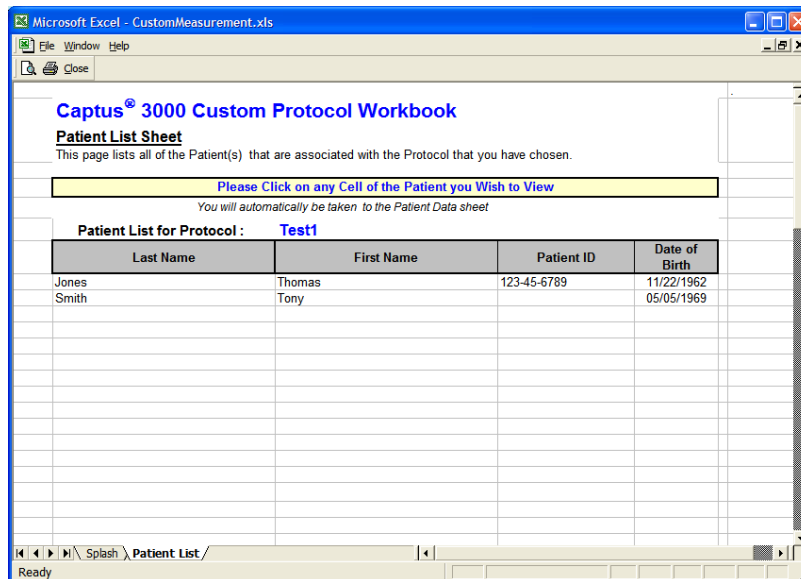 Microsoft Excel - CustomMeasurement.xls
File Window Help
Close
Captus® 3000 Custom Protocol Workbook
Patient List Sheet
This page lists all of the Patient(s) that are associated with the Protocol that you have chosen.
Please Click on any Cell of the Patient you Wish to View
You will automatically be taken to the Patient Data sheet
Patient List for Protocol : Test1
Last Name First Name Patient ID Date of Birth
Jones Thomas 123-45-6789 11/22/1962
Smith Tony 05/05/1969
Splash Patient List
Ready